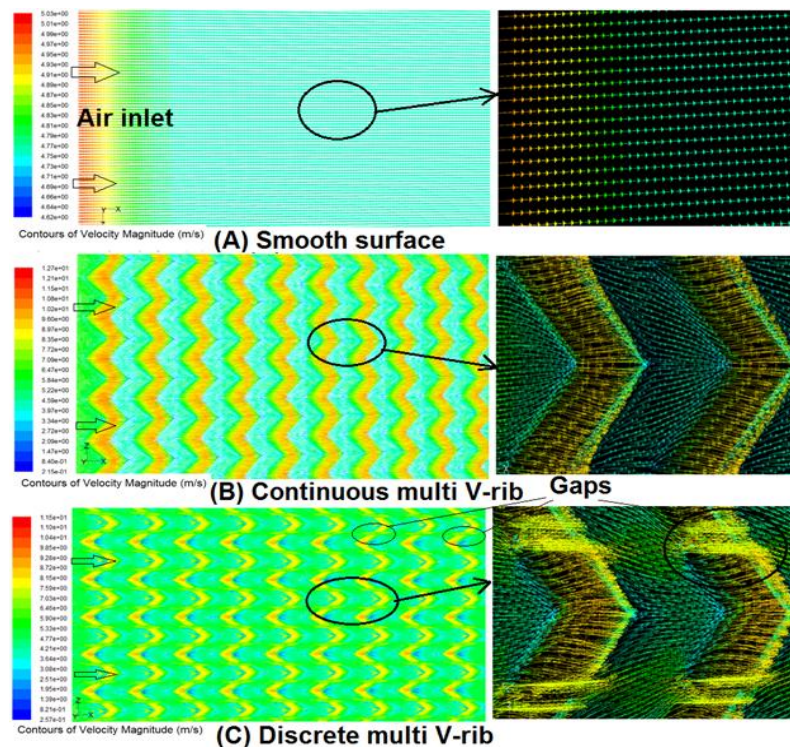 5.03e+00
5.01e+00
4.99e+00
4.98e+00
4.95e+00
4.93e+00
4.91e+00
4.89e+00
4.87e+00
4.85e+00
4.83e+00
4.81e+00
4.79e+00
4.77e+00
4.75e+00
4.73e+00
4.71e+00
4.69e+00
4.66e+00
4.64e+00
4.62e+00
Air inlet
Y X
Contours of Velocity Magnitude (m/s)
(A) Smooth surface
1.27e+01
1.21e+01
1.15e+01
1.08e+01
1.02e+01
9.60e+00
8.97e+00
8.35e+00
7.72e+00
7.09e+00
6.47e+00
5.84e+00
5.22e+00
4.59e+00
3.97e+00
3.34e+00
2.72e+00
2.09e+00
1.47e+00
8.40e-01
2.15e-01
Z
Y X
Contours of Velocity Magnitude (m/s)
(B) Continuous multi V-rib
Gaps
1.15e+01
1.10e+01
1.04e+01
9.85e+00
9.28e+00
8.72e+00
8.15e+00
7.59e+00
7.03e+00
6.46e+00
5.90e+00
5.33e+00
4.77e+00
4.21e+00
3.64e+00
3.08e+00
2.51e+00
1.95e+00
1.39e+00
8.21e-01
2.57e-01
Z
Y X
Contours of Velocity Magnitude (m/s)
(C) Discrete multi V-rib